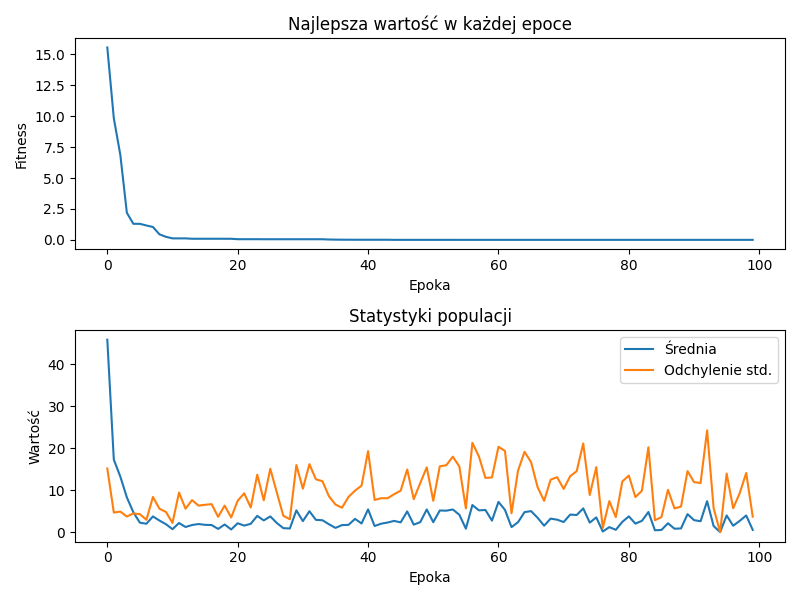 Najlepsza wartość w każdej epoce
15.0
12.5
10.0
7.5
5.0
2.5
0.0
Fitness
0 20 40 60 80 100
Epoka
Statystyki populacji
40
30
20
10
0
Wartość
Średnia
Odchylenie std.
0 20 40 60 80 100
Epoka